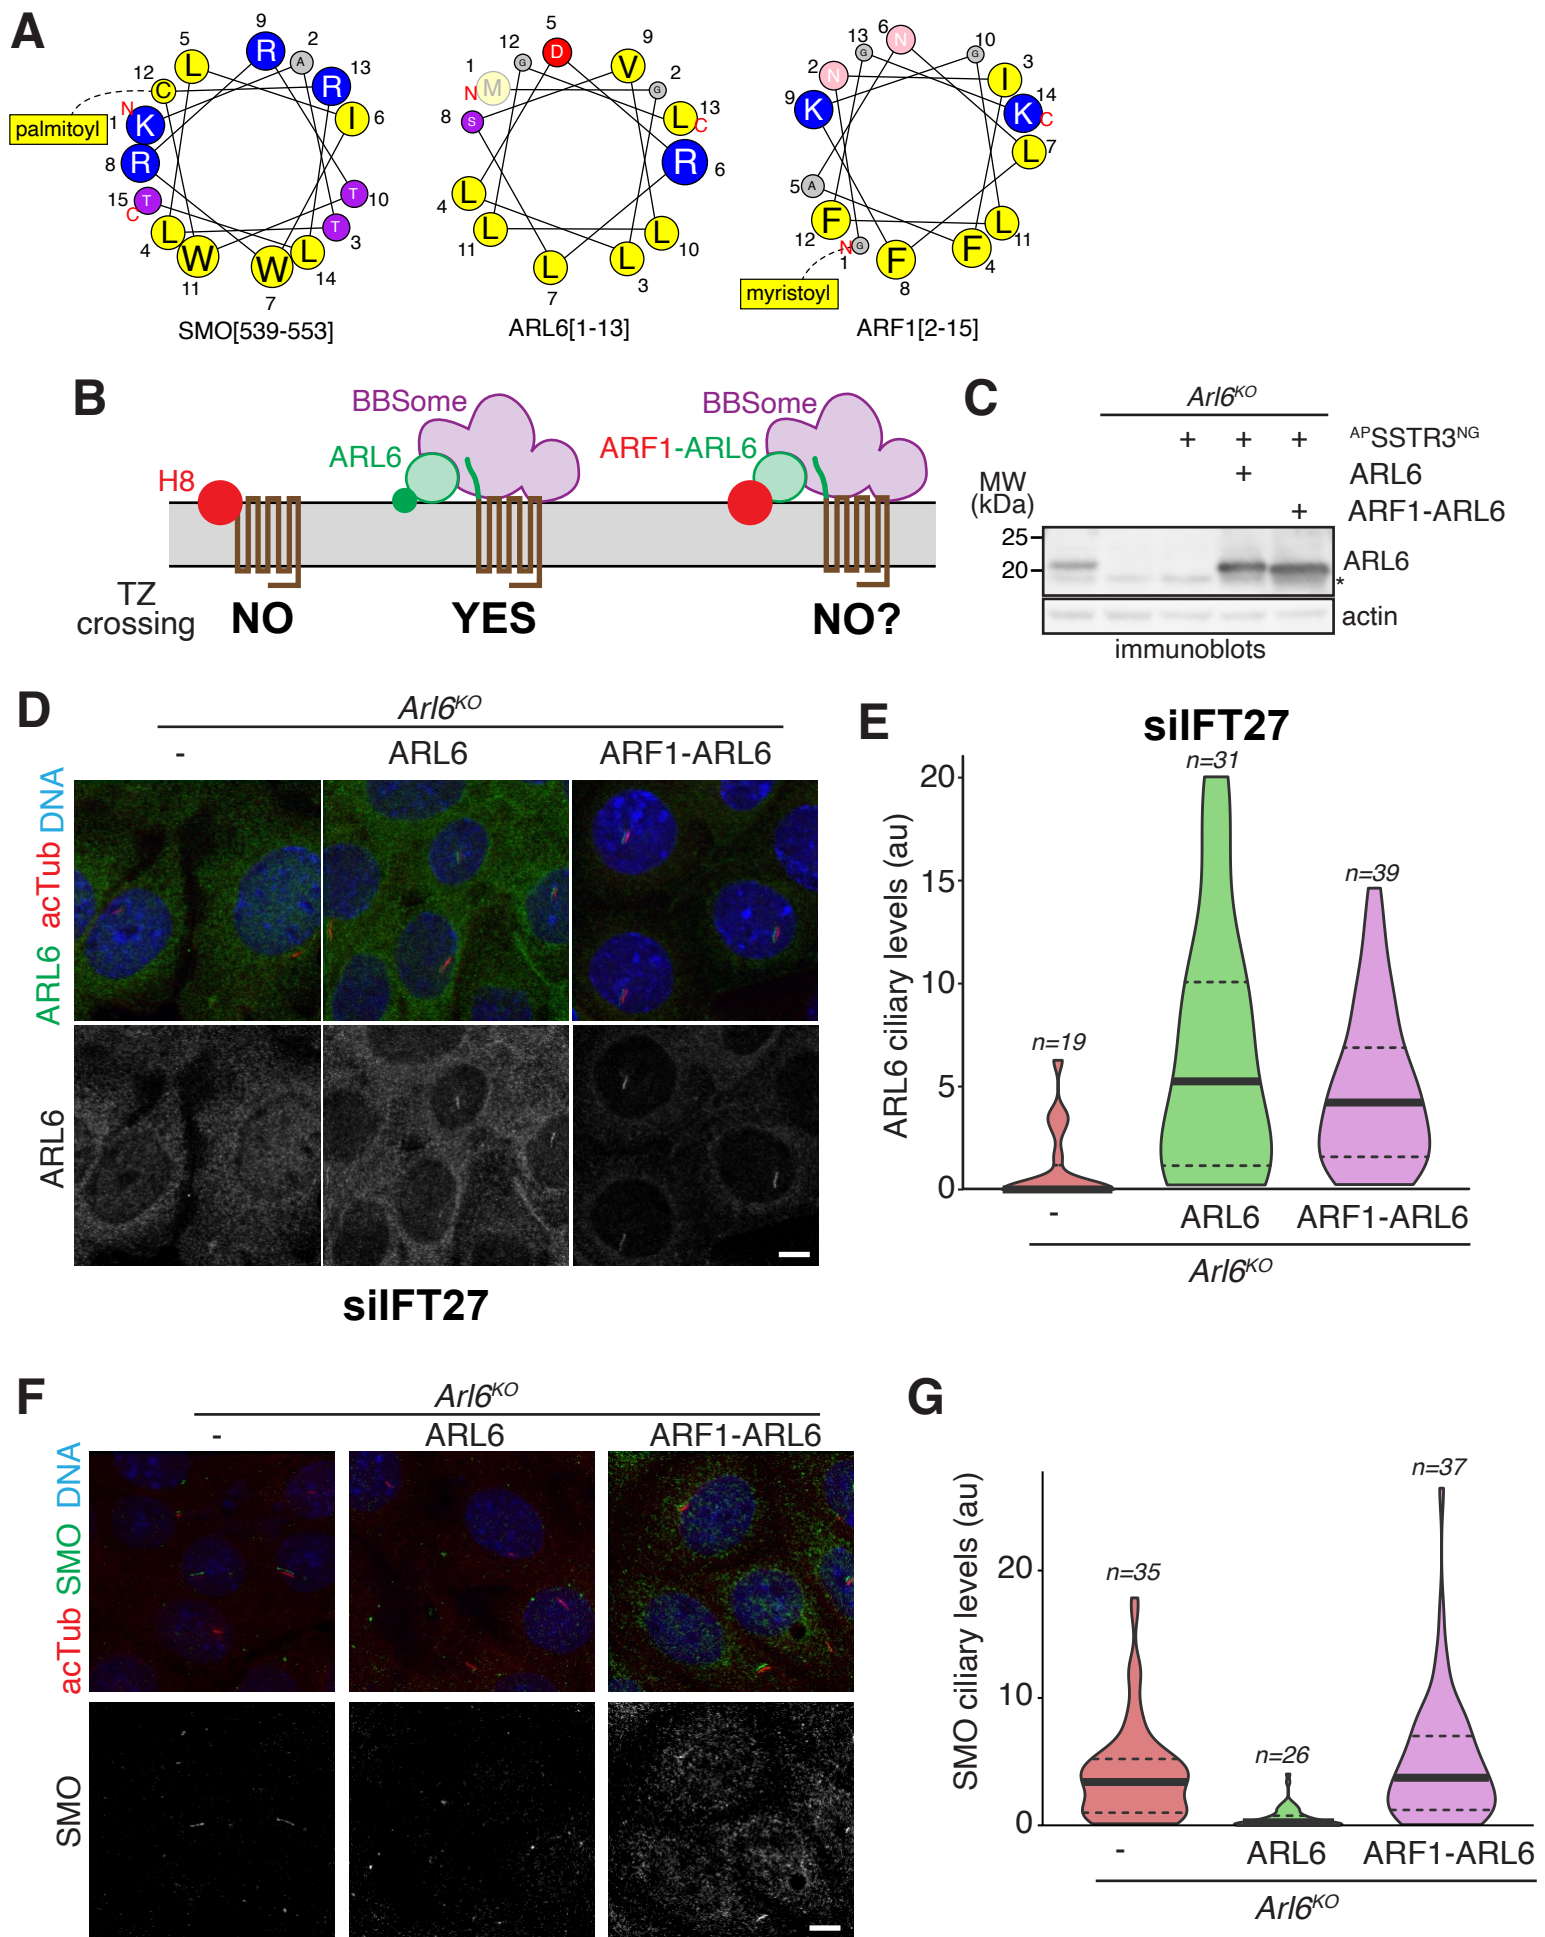 A
9
5
2
12
13
R
L
A
C
R
N
palmitoyl
1
K
I
6
8
R
15
T
T
10
C
4
L
T
3
W
W
L
11
14
7
SMO[539-553]
5
12
9
D
G
V
1
2
N
M
G
8
S
L
13
C
R
6
4
L
11
L
L
10
L
L
3
7
ARL6[1-13]
6
13
10
N
G
G
2
3
N
I
9
K
K
14
C
L
7
5
A
F
L
12
N
G
F
11
1
F
4
myristoyl
8
ARF1[2-15]
B
BBSome
BBSome
ARL6
ARF1-ARL6
H8
TZ
crossing
NO
YES
NO?
C
Arl6KO
+ + + APSSTR3NG
+ ARL6
MW
(kDa)
+ ARF1-ARL6
25
20
ARL6
*
actin
immunoblots
D
Arl6KO
-
ARL6
ARF1-ARL6
ARL6 acTub DNA
ARL6
siIFT27
E
siIFT27
n=31
n=39
n=19
ARL6 ciliary levels (au)
20
15
10
5
0
-
ARL6
ARF1-ARL6
Arl6KO
F
Arl6KO
-
ARL6
ARF1-ARL6
acTub SMO DNA
SMO
G
n=37
n=35
n=26
SMO ciliary levels (au)
20
10
0
-
ARL6
ARF1-ARL6
Arl6KO